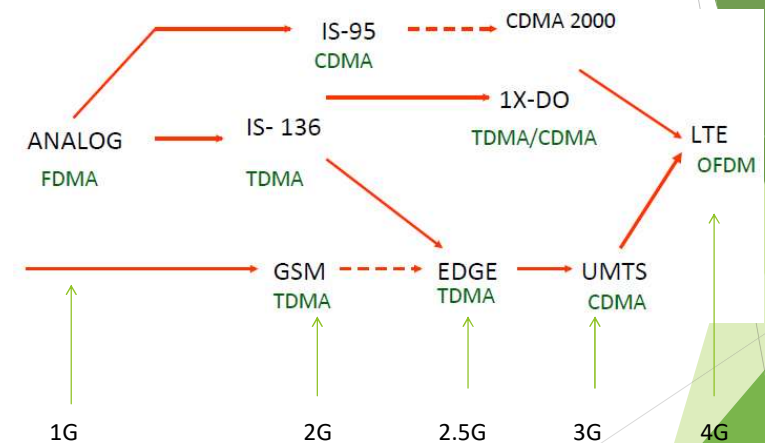 IS-95
CDMA
CDMA 2000
ANALOG
FDMA
IS- 136
TDMA
1X-DO
TDMA/CDMA
LTE
OFDM
GSM
TDMA
EDGE
TDMA
UMTS
CDMA
1G
2G
2.5G
3G
4G